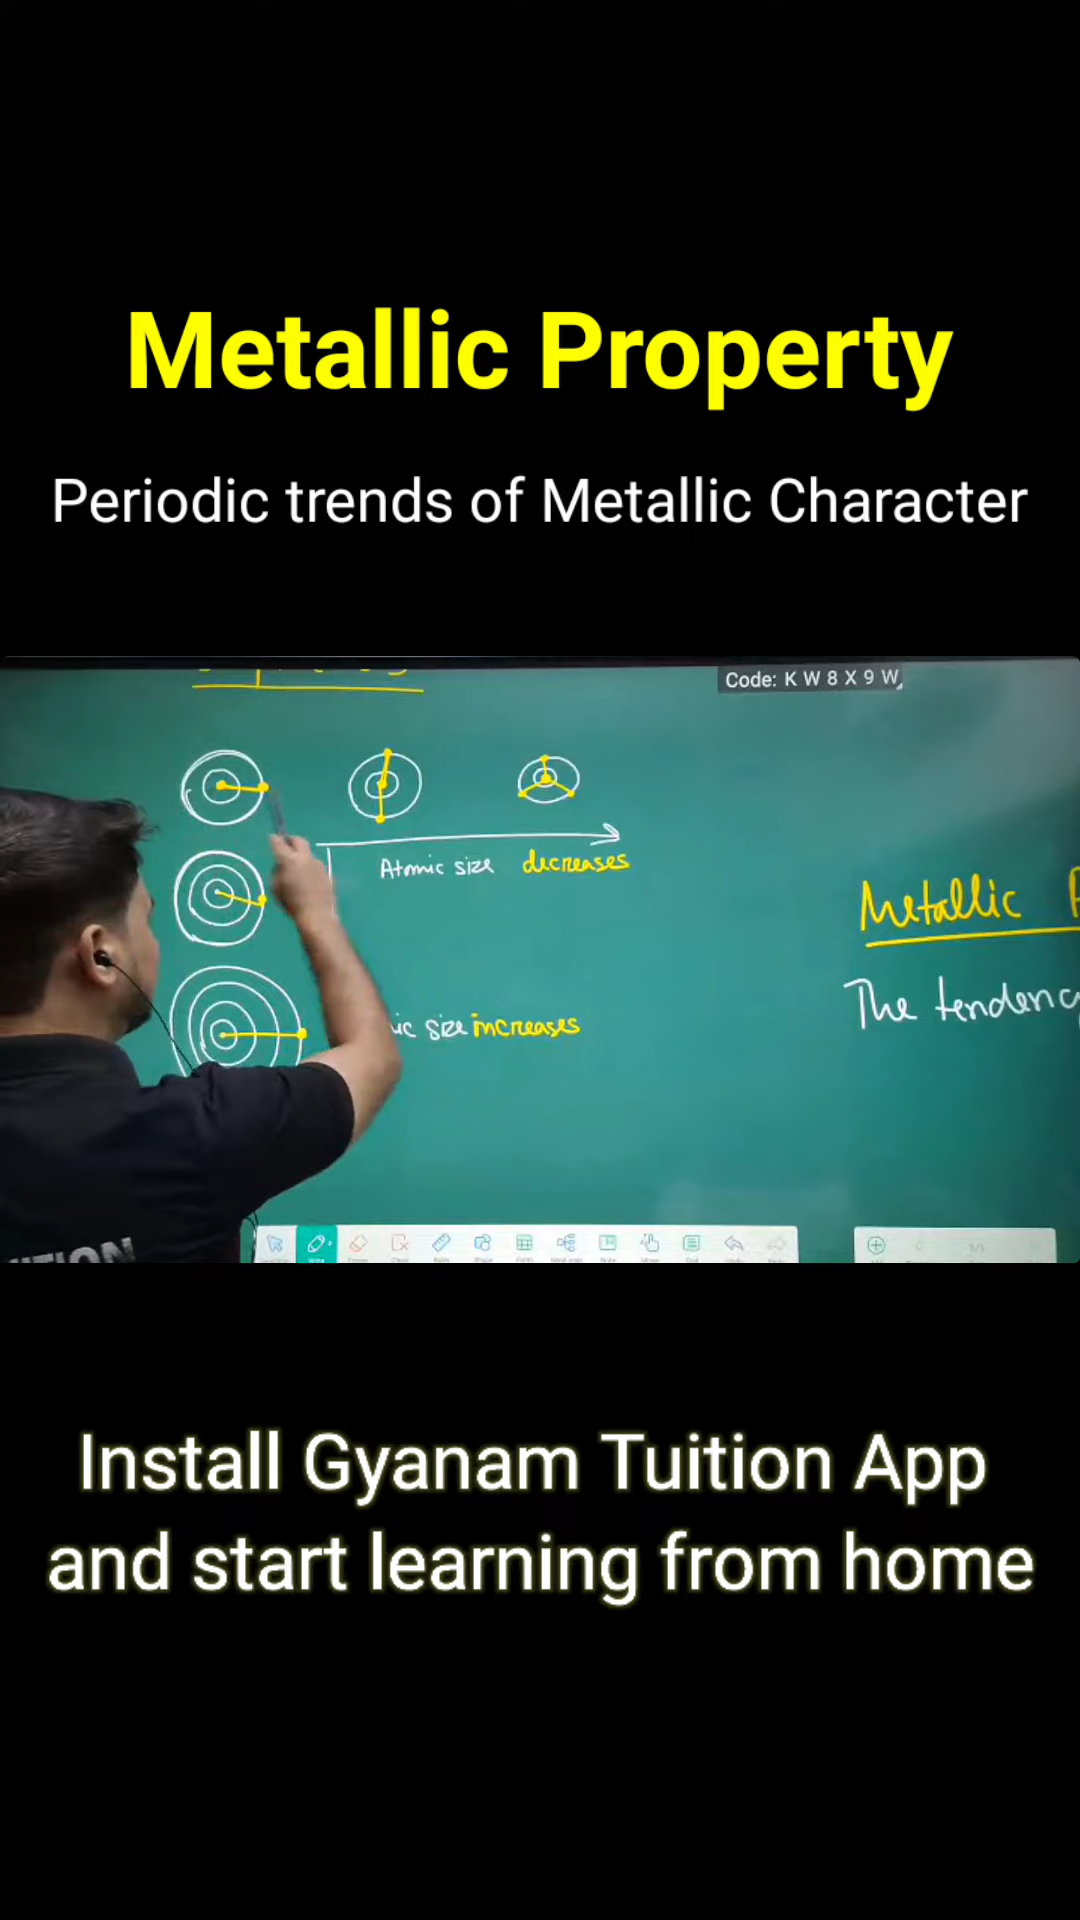 Metallic Property
Periodic trends of Metallic Character
Code: K W 8 X 9 W
Atomic size decreases
Metallic P
The tendency
ic size increases
Install Gyanam Tuition App
and start learning from home